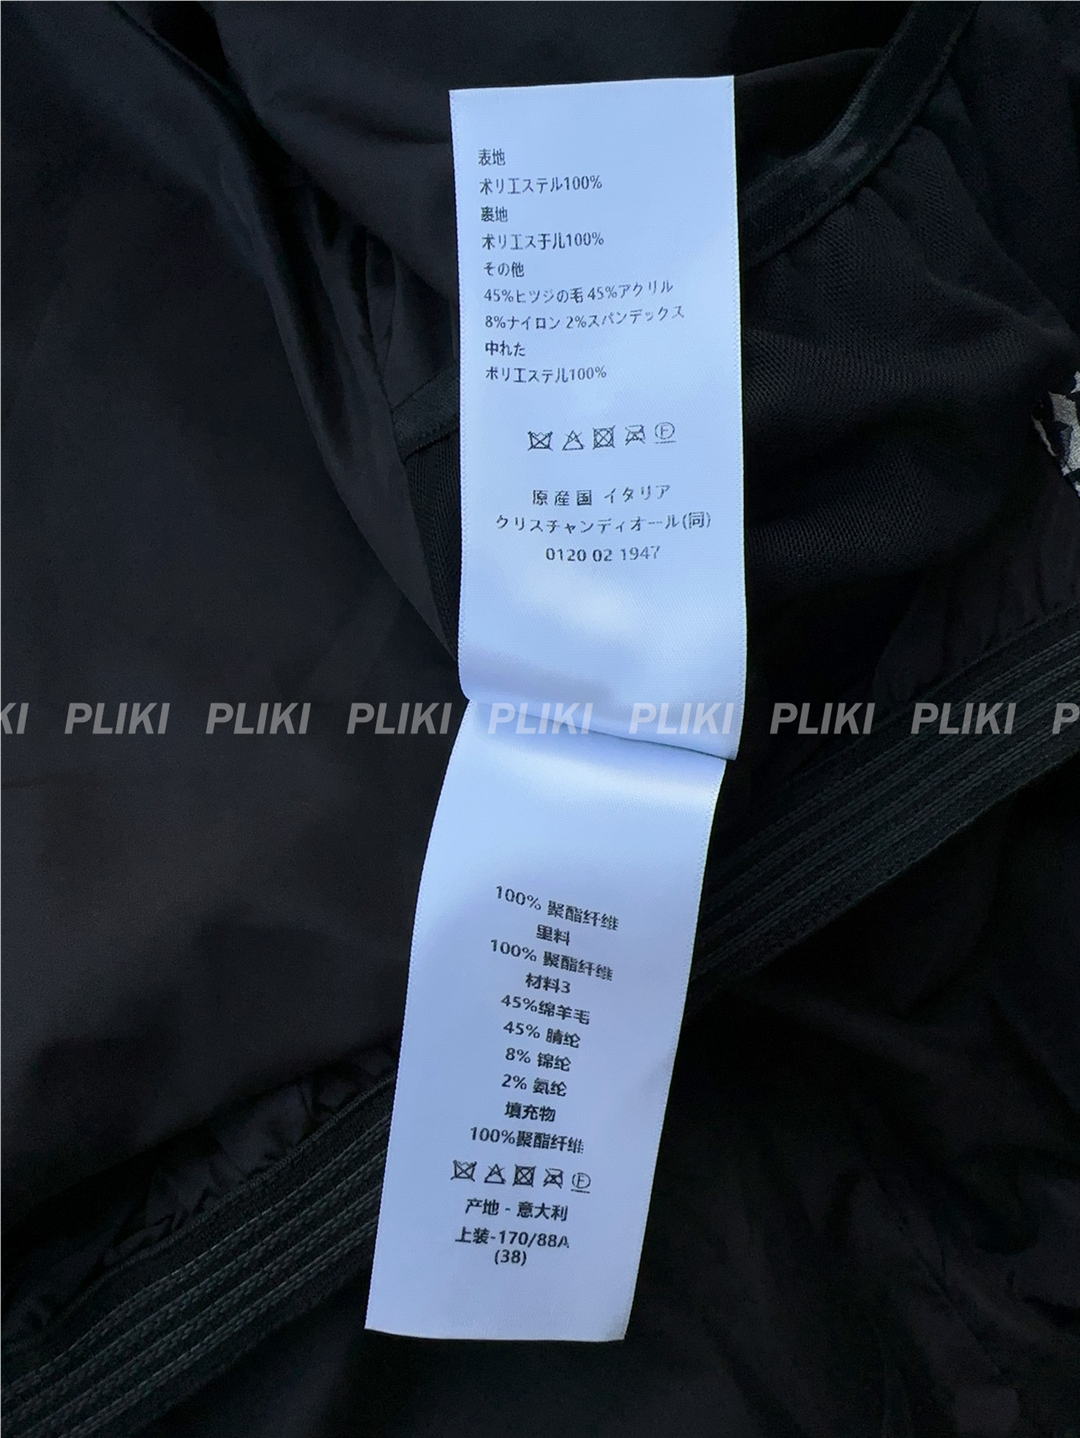 表地
ポリエステル100%
裏地
ポリエス于ル100%
その他
45%ヒツジの毛 45%アクリル
8%ナイロン 2%スパンデックス
中れた
ポリエステル100%
原産国 イタリア
クリスチャンディオール(同)
0120 02 1947
PLIKI PLIKI PLIKI PLIKI PLIKI PLIKI PLIKI
100% 聚酯纤维
里料
100% 聚酯纤维
材料3
45%绵羊毛
45% 腈纶
8% 锦纶
2% 氨纶
填充物
100%聚酯纤维
产地 - 意大利
上装-170/88A
(38)